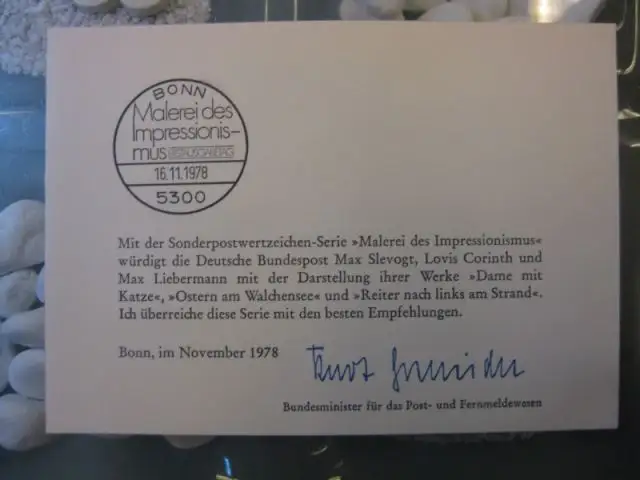 BONN
Malerei des
Impressionis-
mus ERSTAUSGABETAG
16.11.1978
5300
Mit der Sonderpostwertzeichen-Serie »Malerei des Impressionismus«
würdigt die Deutsche Bundespost Max Slevogt, Lovis Corinth und
Max Liebermann mit der Darstellung ihrer Werke »Dame mit
Katze«, »Ostern am Walchensee« und »Reiter nach links am Strand«.
Ich überreiche diese Serie mit den besten Empfehlungen.
Bonn, im November 1978
Kurt Gscheidle
Bundesminister für das Post- und Fernmeldewesen